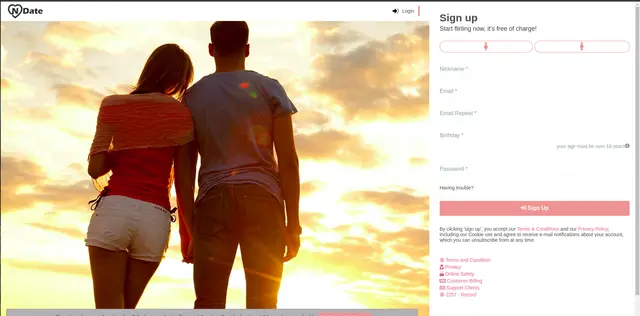 NDate
Login
Sign up
Start flirting now, it's free of charge!
Nickname *
Email *
Email Repeat *
Birthday *
your age must be over 18 years
Password *
Having trouble?
Sign Up
By clicking 'sign up', you accept our Terms & Conditions and our Privacy Policy,
Including our Cookie use and agree to receive e-mail notifications about your account,
which you can unsubscribe from at any time.
Terms and Condition
Privacy
Online Safety
Customer-Billing
Support Clients
2257 - Record